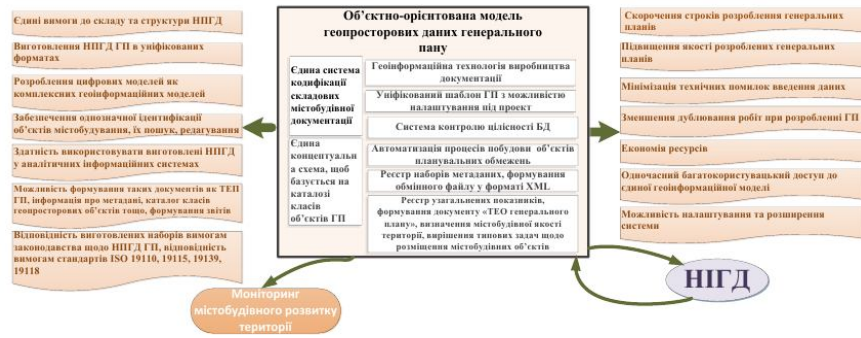 Єдині вимоги до складу та структури НПГД
Виготовлення НПГД ГП в уніфікованих
форматах
Розроблення цифрових моделей як
комплексних геоінформаційних моделей
Забезпечення однозначної ідентифікації
об'єктів містобудування, їх пошук, редагування
Здатність використовувати виготовлені НПГД
у аналітичних інформаційних системах
Можливість формування таких документів як ТЕП
ГП, інформація про метадані, каталог класів
геопросторових об'єктів тощо, формування звітів
Відповідність виготовлених наборів вимогам
законодавства щодо НПГД ГП, відповідність
вимогам стандартів ISO 19110, 19115, 19139,
19118
Об'єктно-орієнтована модель
геопросторових даних генерального
пану
Єдина система
кодифікації
складових
містобудівної
документації
Єдина
концептуальн
а схема, щоб
базується на
каталозі
класів
об'єктів ГП
Геоінформаційна технологія виробництва
документації
Уніфікований шаблон ГП з можливістю
налаштування під проект
Система контролю цілісності БД
Автоматизація процесів побудови об'єктів
планувальних обмежень
Реєстр наборів метаданих, формування
обмінного файлу у форматі XML
Реєстр узагальнених показників,
формування документу «ТЕО генерального
плану», визначення містобудівної якості
території, вирішення типових задач щодо
розміщення містобудівних об'єктів
Скорочення строків розроблення генеральних
планів
Підвищення якості розроблених генеральних
планів
Мінімізація технічних помилок введення даних
Зменшення дублювання робіт при розробленні ГП
Економія ресурсів
Одночасний багатокористувацький доступ до
єдиної геоінформаційної моделі
Можливість налаштування та розширення
системи
Моніторинг
містобудівного розвитку
території
НІГД